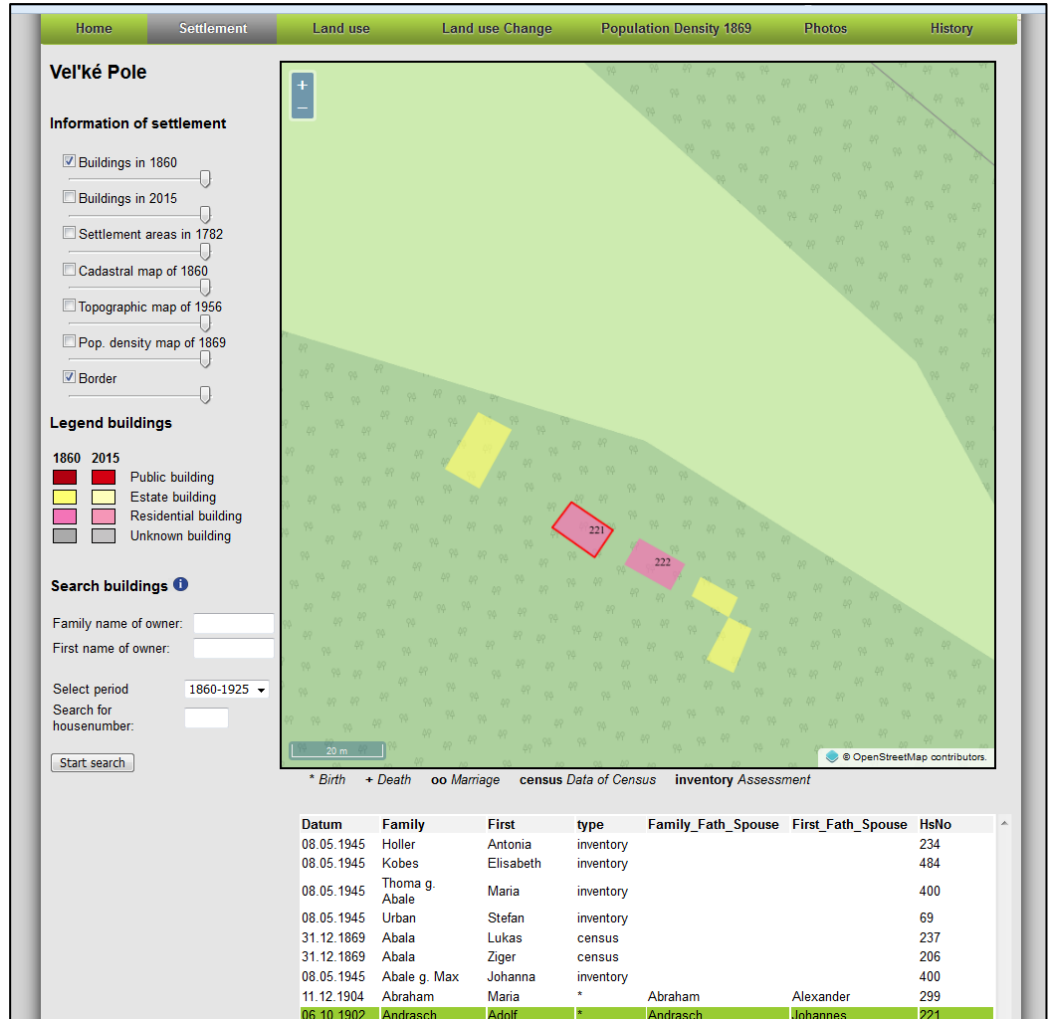 Home Settlement Land use Land use Change Population Density 1869 Photos History
Vel'ké Pole
Information of settlement
Buildings in 1860
Buildings in 2015
Settlement areas in 1782
Cadastral map of 1860
Topographic map of 1956
Pop. density map of 1869
Border
Legend buildings
1860 2015
Public building
Estate building
Residential building
Unknown building
Search buildings i
Family name of owner:
First name of owner:
Select period 1860-1925
Search for
housenumber:
Start search
+
−
221
222
20 m
© OpenStreetMap contributors.
* Birth + Death oo Marriage census Data of Census inventory Assessment
Datum Family First type Family_Fath_Spouse First_Fath_Spouse HsNo
08.05.1945 Holler Antonia inventory 234
08.05.1945 Kobes Elisabeth inventory 484
08.05.1945 Thoma g. Abale Maria inventory 400
08.05.1945 Urban Stefan inventory 69
31.12.1869 Abala Lukas census 237
31.12.1869 Abala Ziger census 206
08.05.1945 Abale g. Max Johanna inventory 400
11.12.1904 Abraham Maria * Abraham Alexander 299
06.10.1902 Andrasch Adolf * Andrasch Johannes 221